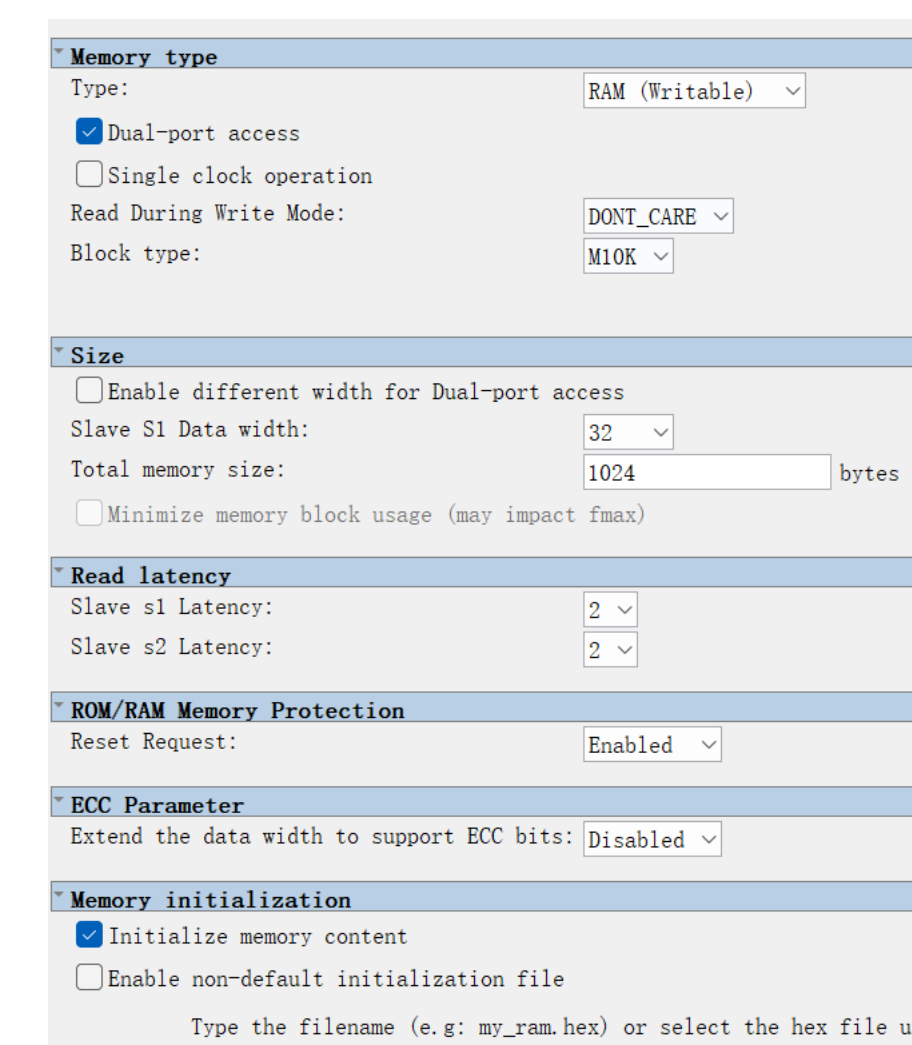 Memory type
Type: RAM (Writable)
Dual-port access
Single clock operation
Read During Write Mode: DONT_CARE
Block type: M10K
Size
Enable different width for Dual-port access
Slave S1 Data width: 32
Total memory size: 1024 bytes
Minimize memory block usage (may impact fmax)
Read latency
Slave s1 Latency: 2
Slave s2 Latency: 2
ROM/RAM Memory Protection
Reset Request: Enabled
ECC Parameter
Extend the data width to support ECC bits: Disabled
Memory initialization
Initialize memory content
Enable non-default initialization file
Type the filename (e.g: my_ram.hex) or select the hex file u